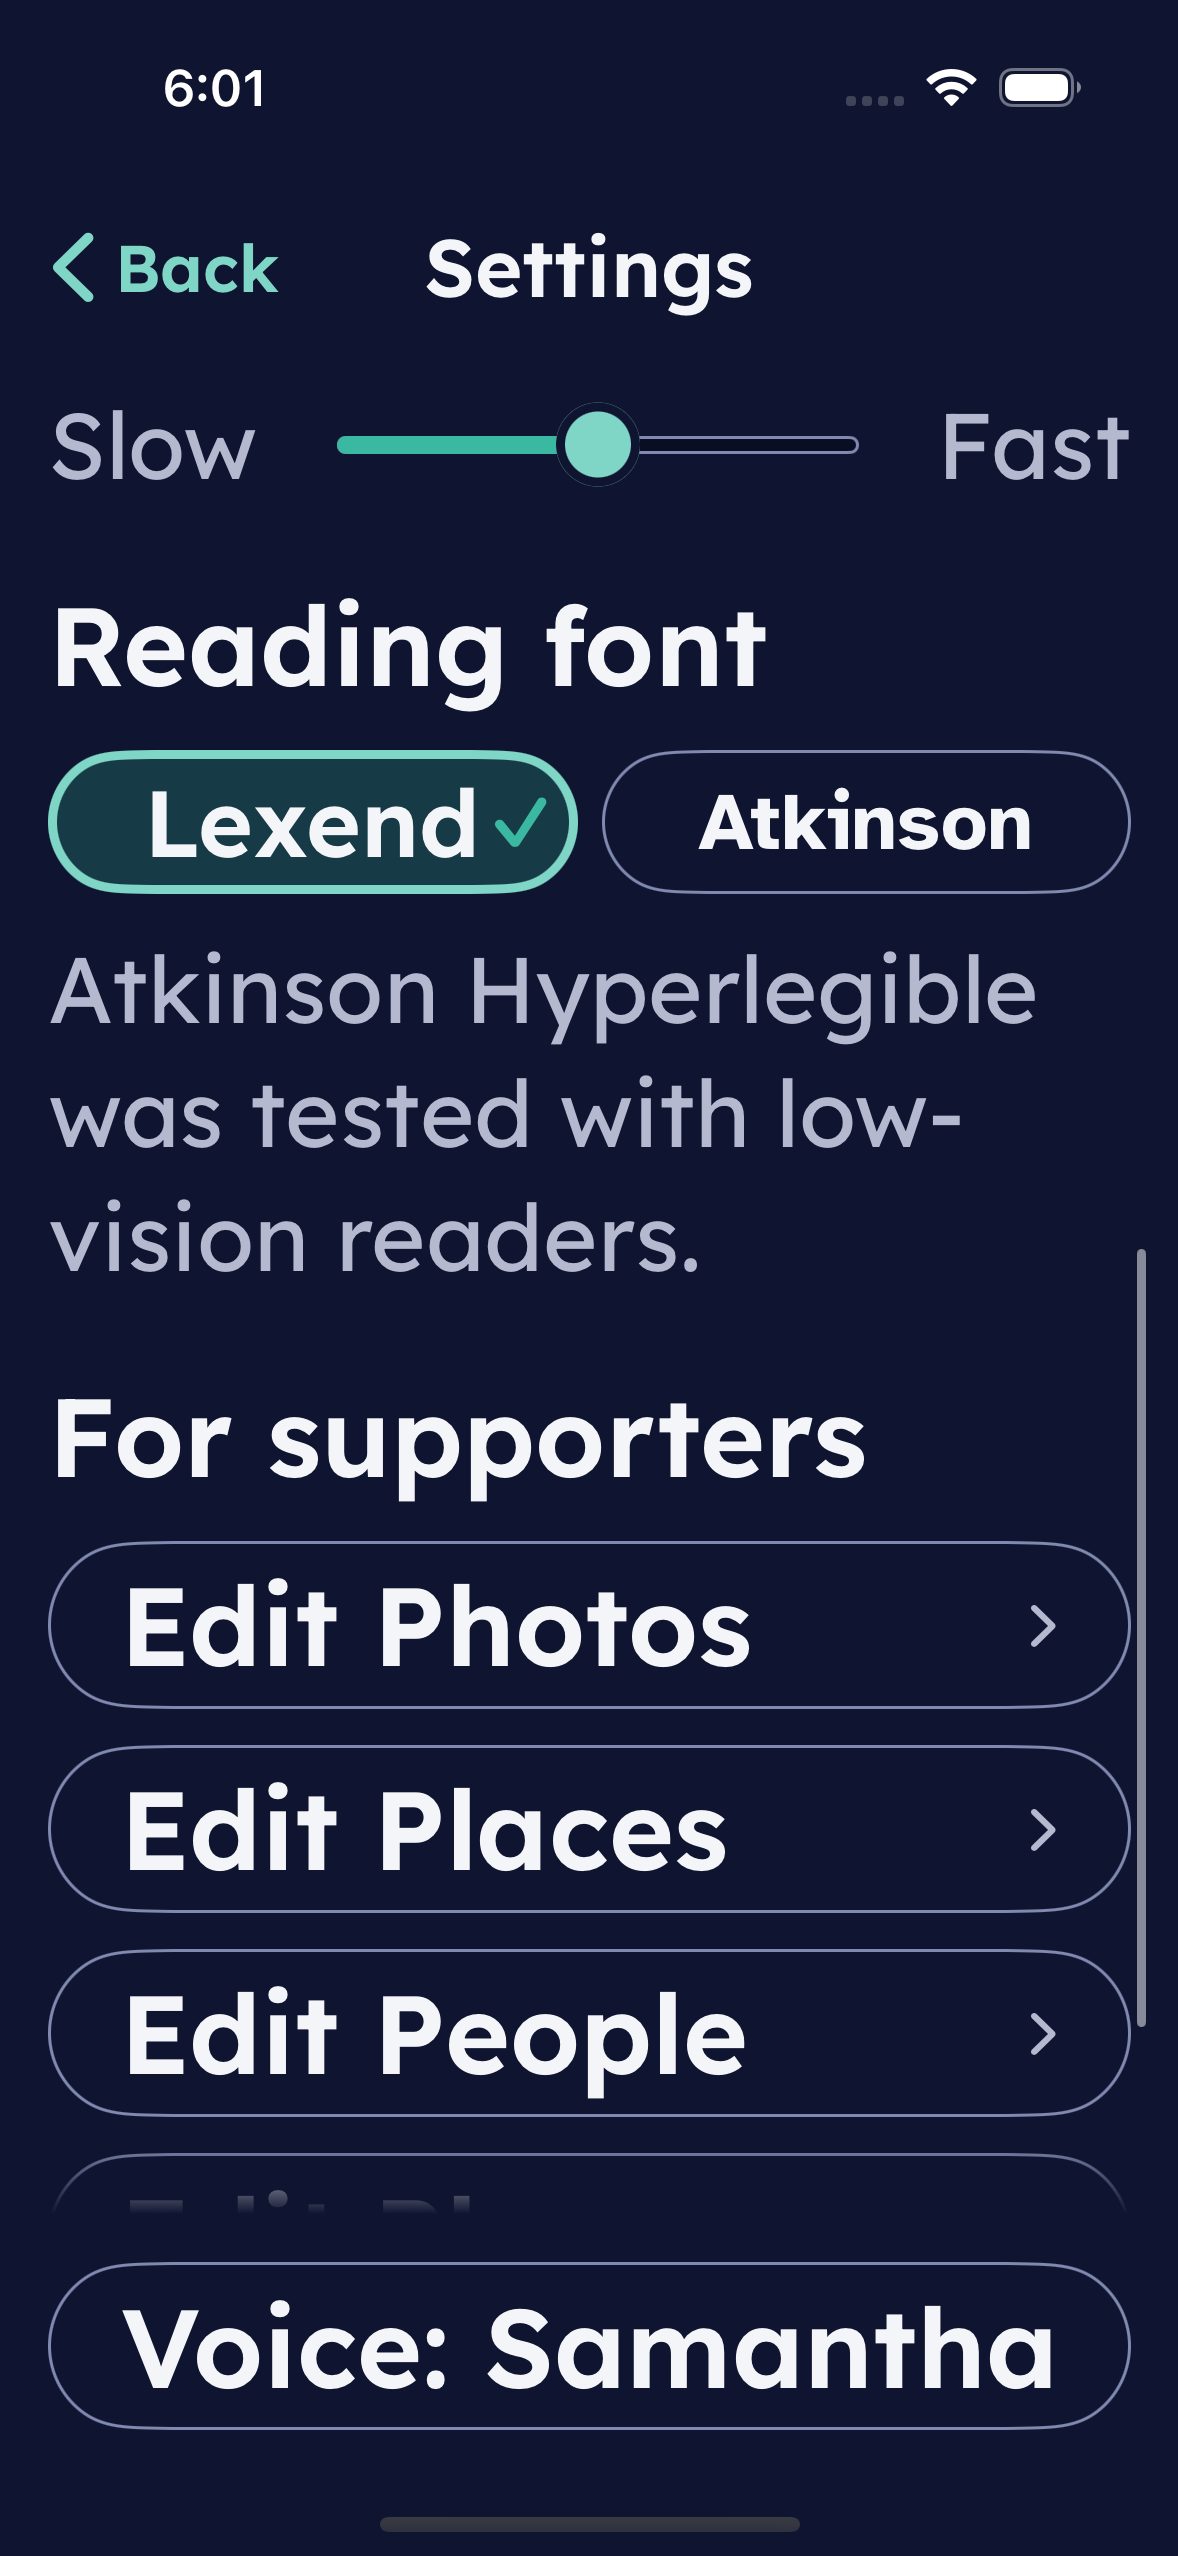 6:01
Back
Settings
Slow
Fast
Reading font
Lexend
Atkinson
Atkinson Hyperlegible
was tested with low-
vision readers.
For supporters
Edit Photos
Edit Places
Edit People
Voice: Samantha